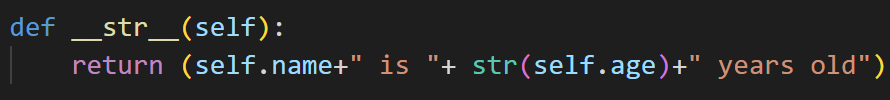 def __str__(self):
    return (self.name+" is "+ str(self.age)+" years old")